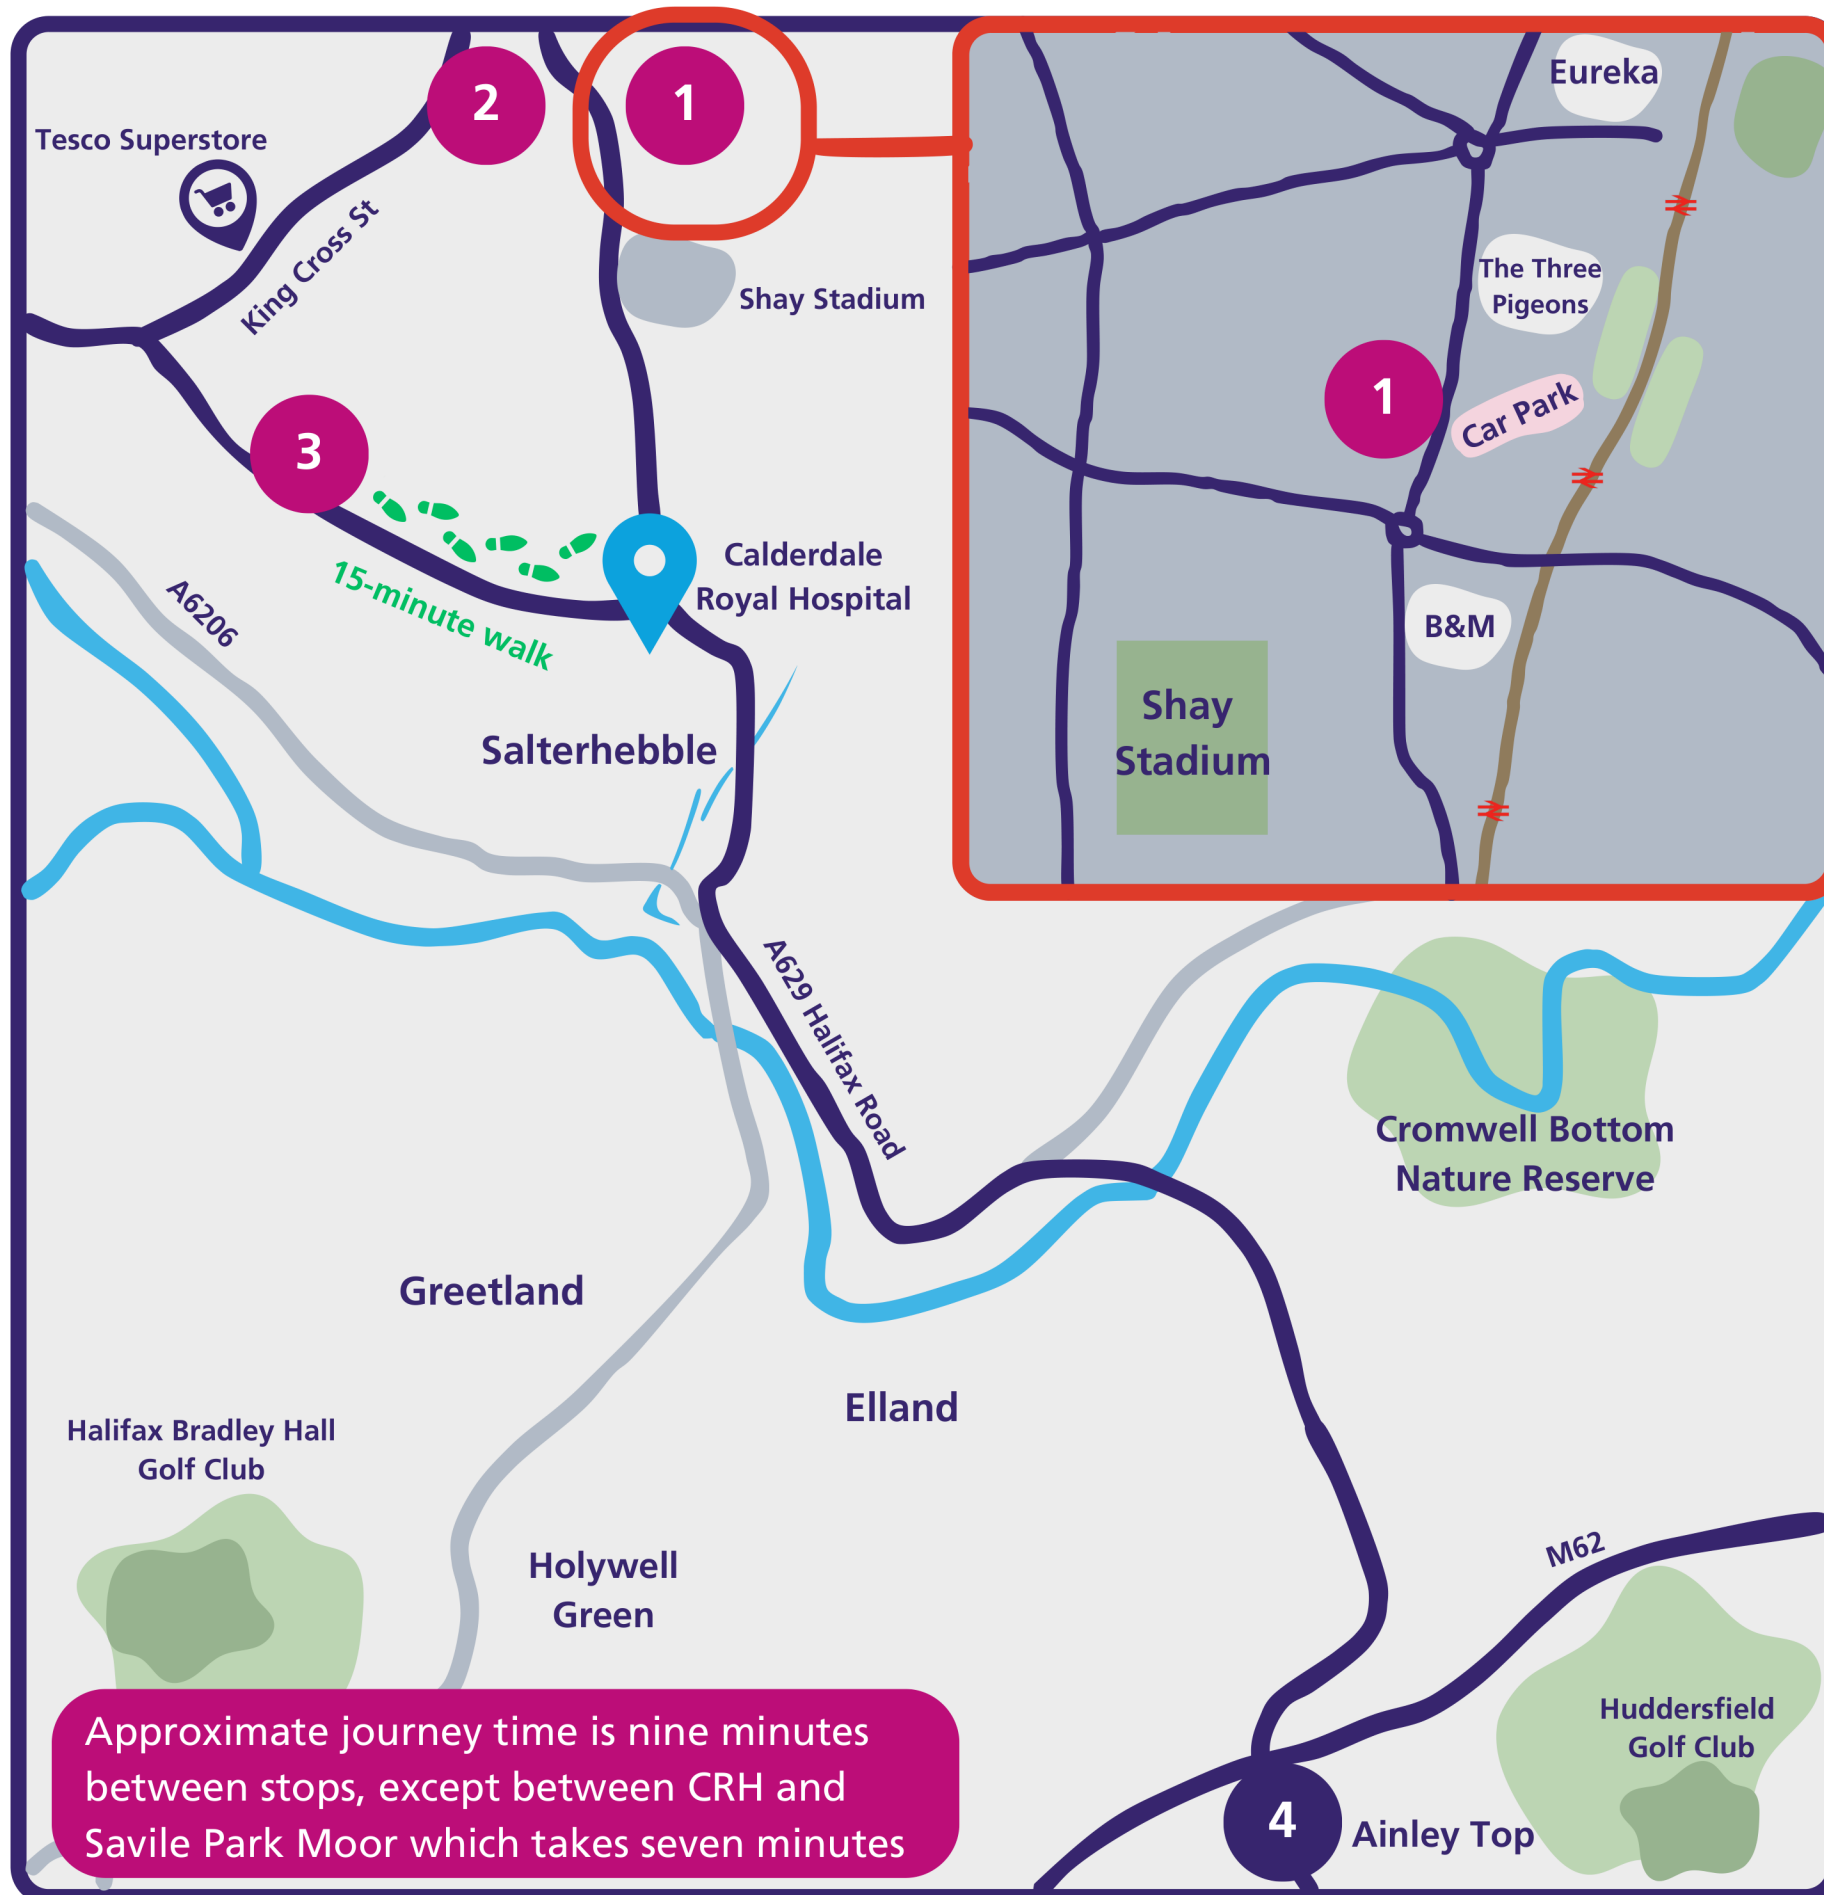 Eureka
2
1
Tesco Superstore
King Cross St
Shay Stadium
The Three
Pigeons
1
Car Park
3
15-minute walk
Calderdale
Royal Hospital
A6206
B&M
Shay
Stadium
Salterhebble
A629 Halifax Road
Cromwell Bottom
Nature Reserve
Greetland
Elland
Halifax Bradley Hall
Golf Club
Holywell
Green
M62
Huddersfield
Golf Club
4
Ainley Top
Approximate journey time is nine minutes
between stops, except between CRH and
Savile Park Moor which takes seven minutes